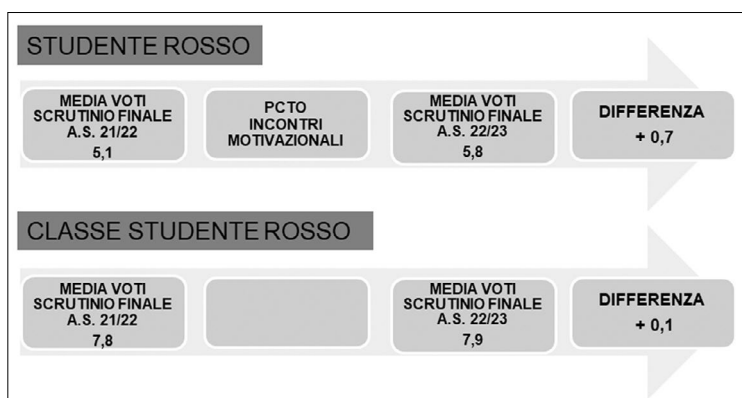 STUDENTE ROSSO
MEDIA VOTI
SCRUTINIO FINALE
A.S. 21/22
5,1
PCTO
INCONTRI
MOTIVAZIONALI
MEDIA VOTI
SCRUTINIO FINALE
A.S. 22/23
5,8
DIFFERENZA
+ 0,7
CLASSE STUDENTE ROSSO
MEDIA VOTI
SCRUTINIO FINALE
A.S. 21/22
7,8
MEDIA VOTI
SCRUTINIO FINALE
A.S. 22/23
7,9
DIFFERENZA
+ 0,1